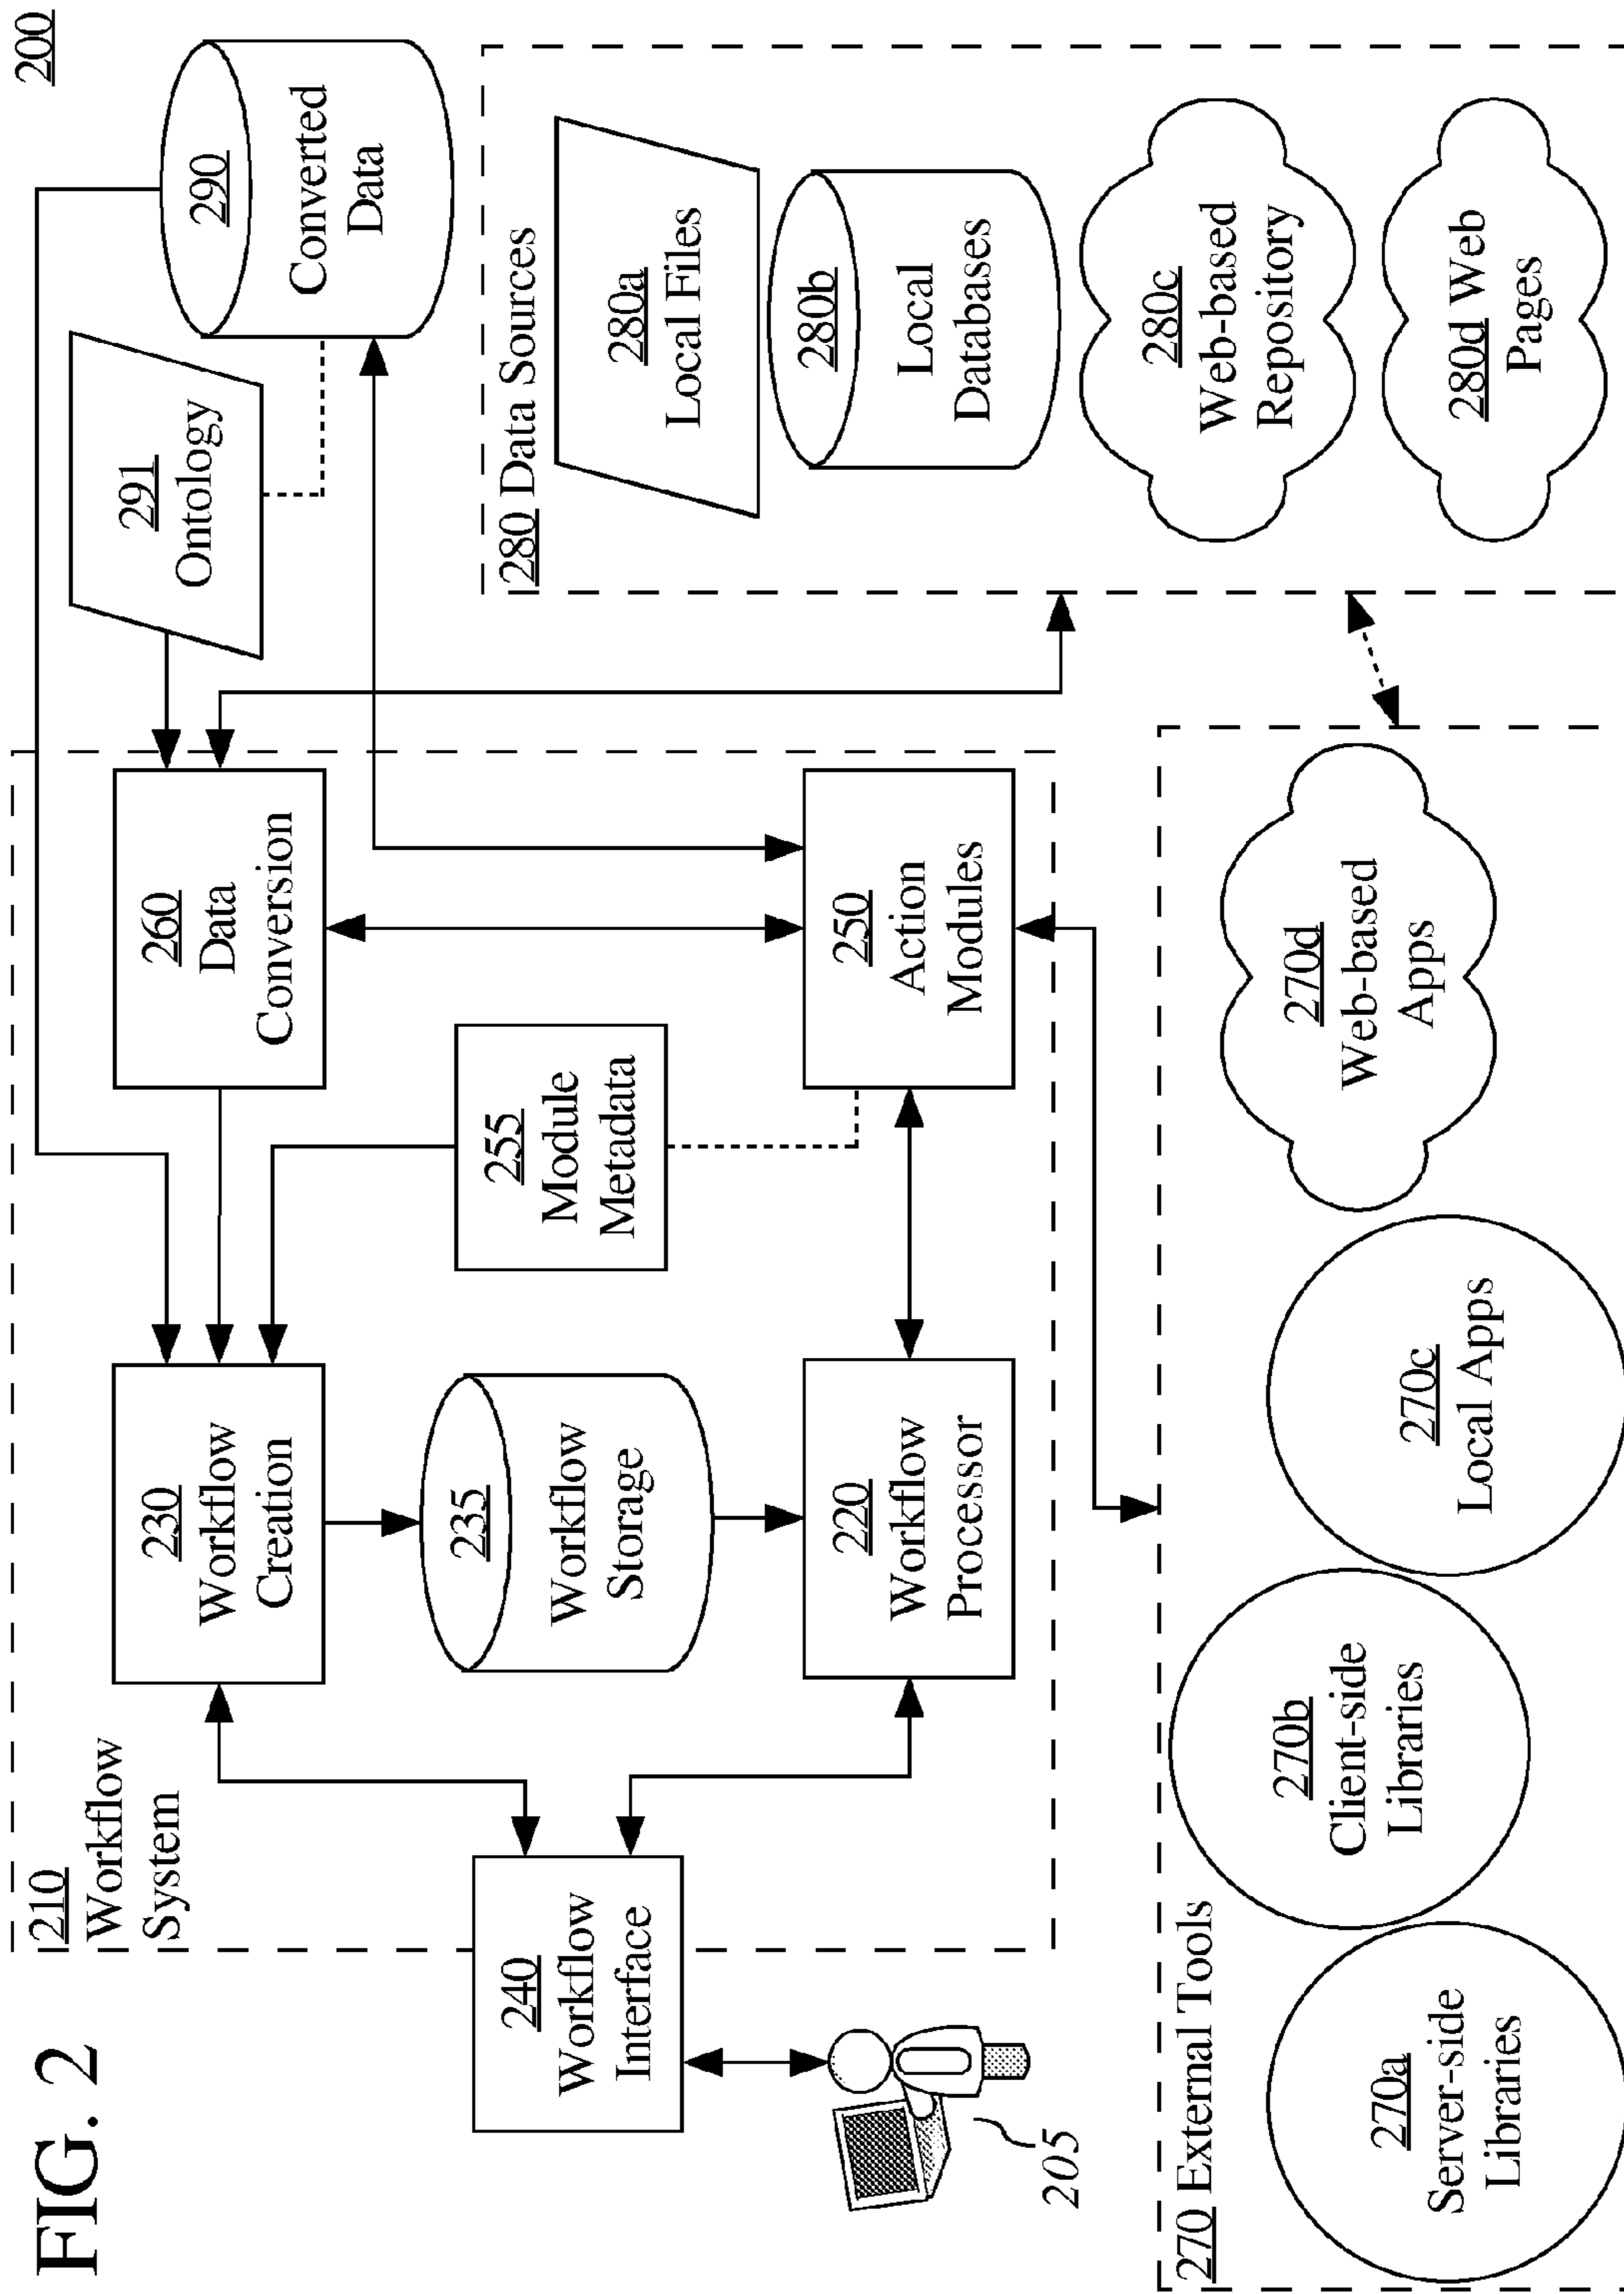 FIG. 2
200
210
Workflow
System
230
Workflow
Creation
260
Data
Conversion
291
Ontology
290
Converted
Data
240
Workflow
Interface
235
Workflow
Storage
255
Module
Metadata
220
Workflow
Processor
250
Action
Modules
205
280 Data Sources
280a
Local Files
280b
Local
Databases
280c
Web-based
Repository
280d Web
Pages
270 External Tools
270a
Server-side
Libraries
270b
Client-side
Libraries
270c
Local Apps
270d
Web-based
Apps